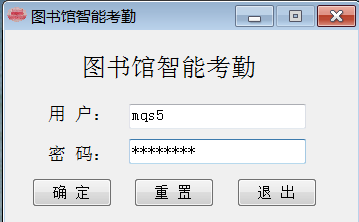 图书馆智能考勤
图书馆智能考勤
用 户： mqs5
密 码： ********
确 定 重 置 退 出